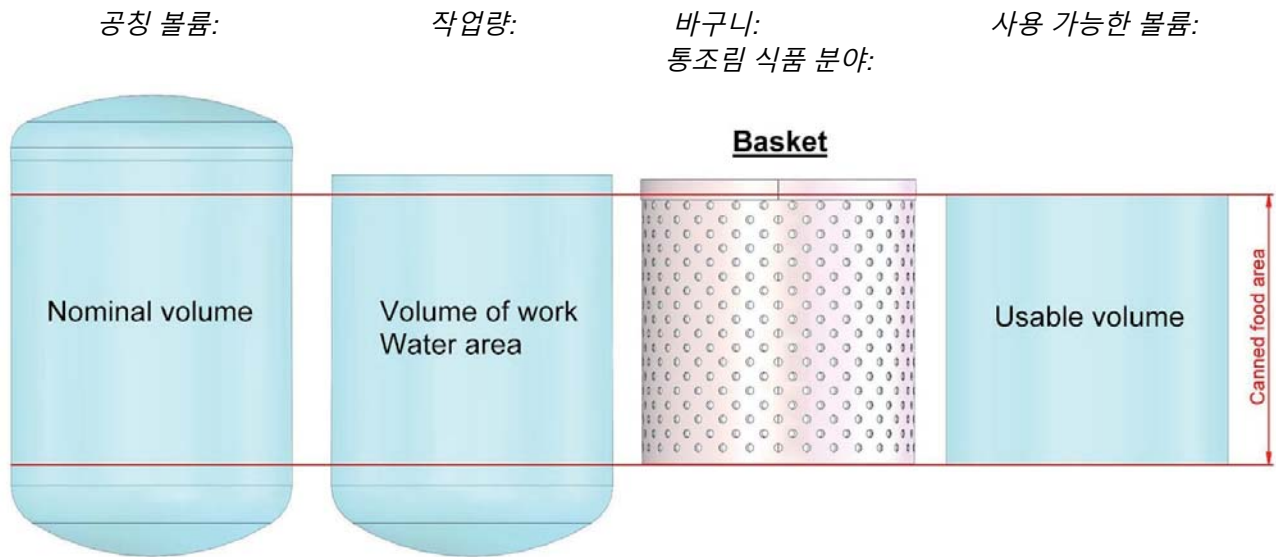 공칭 볼륨:
작업량:
바구니:
통조림 식품 분야:
사용 가능한 볼륨:
Basket
Nominal volume
Volume of work
Water area
Usable volume
Canned food area